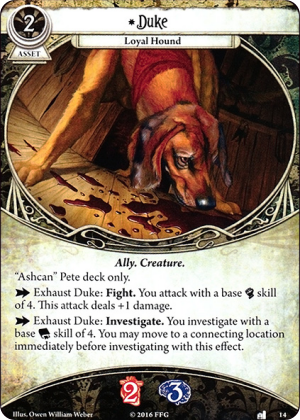 2
Duke
ASSET
Loyal Hound
Ally. Creature.
“Ashcan” Pete deck only.
Exhaust Duke: Fight. You attack with a base skill
of 4. This attack deals +1 damage.
Exhaust Duke: Investigate. You investigate with a
base skill of 4. You may move to a connecting location
immediately before investigating with this effect.
2 3
Illus. Owen William Weber © 2016 FFG 14